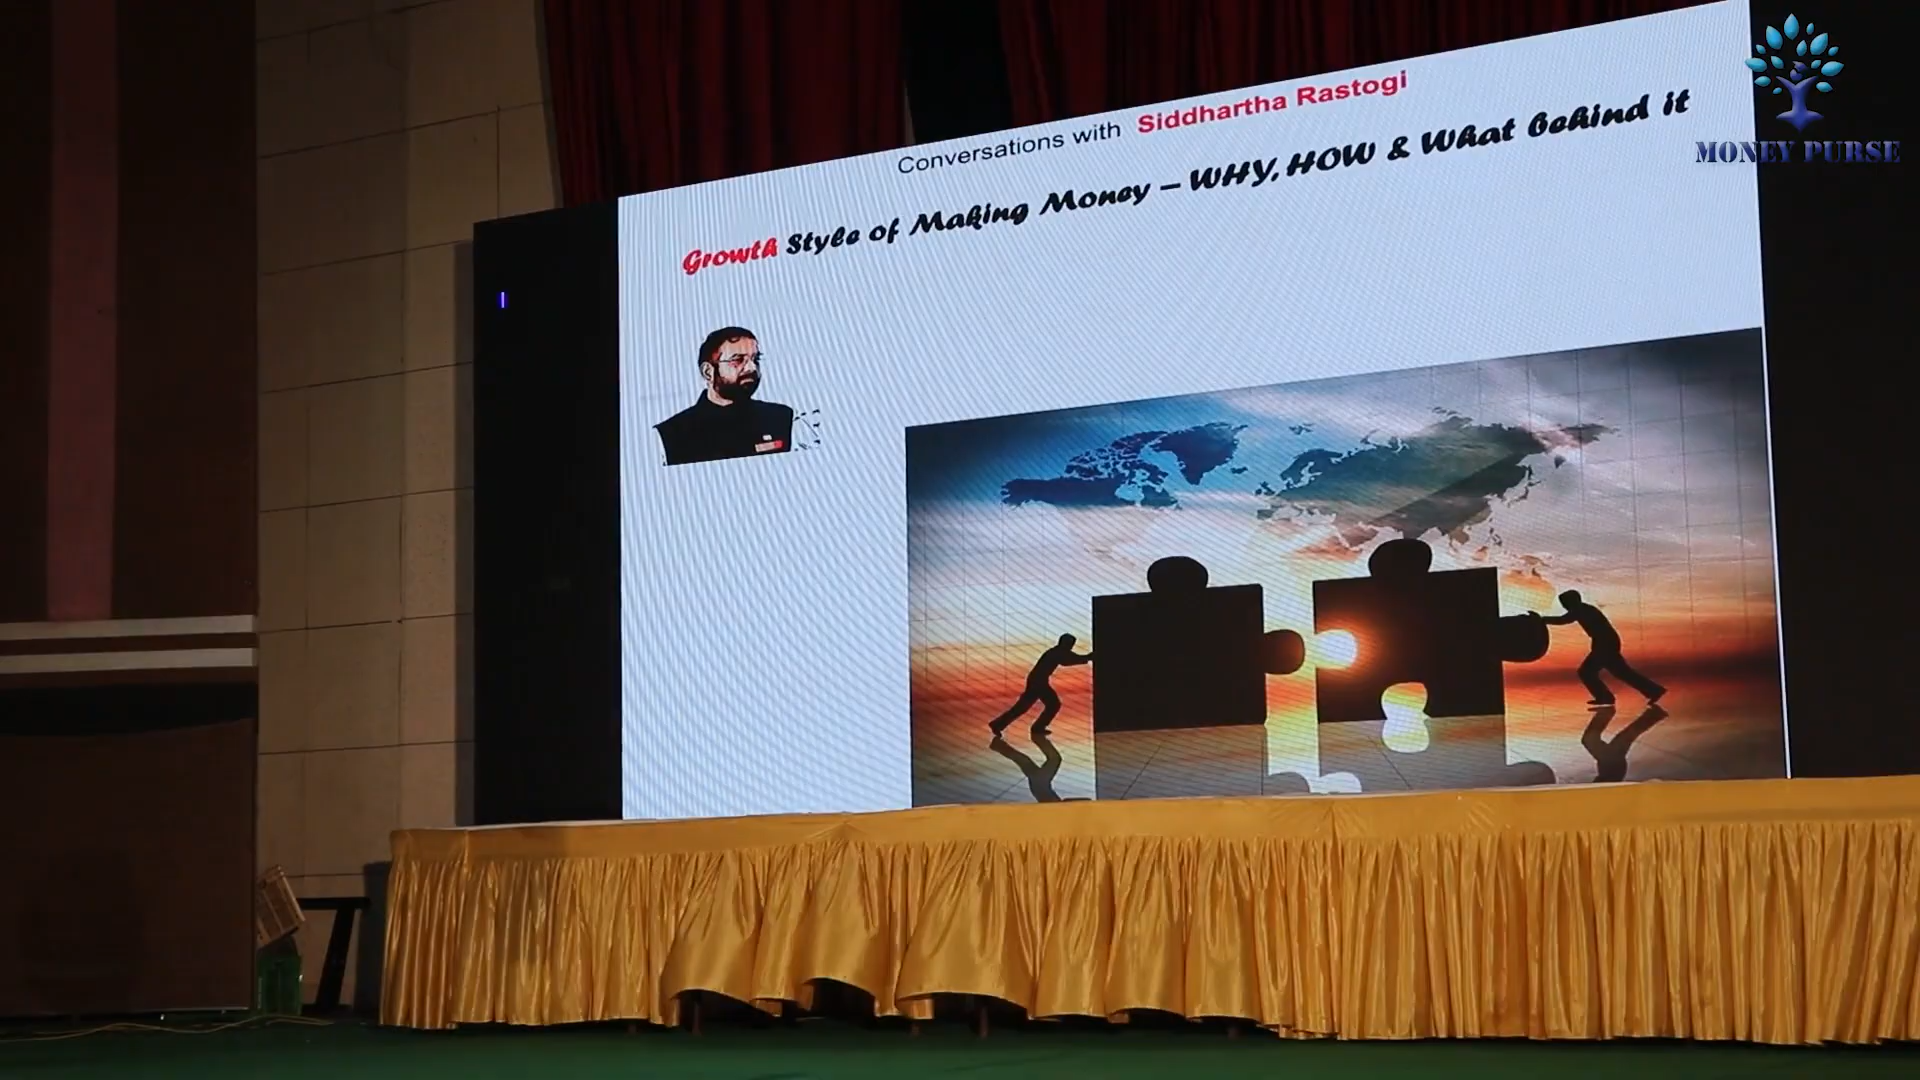 Conversations with Siddhartha Rastogi
Growth Style of Making Money – WHY, HOW & What Behind it
MONEY PURSE